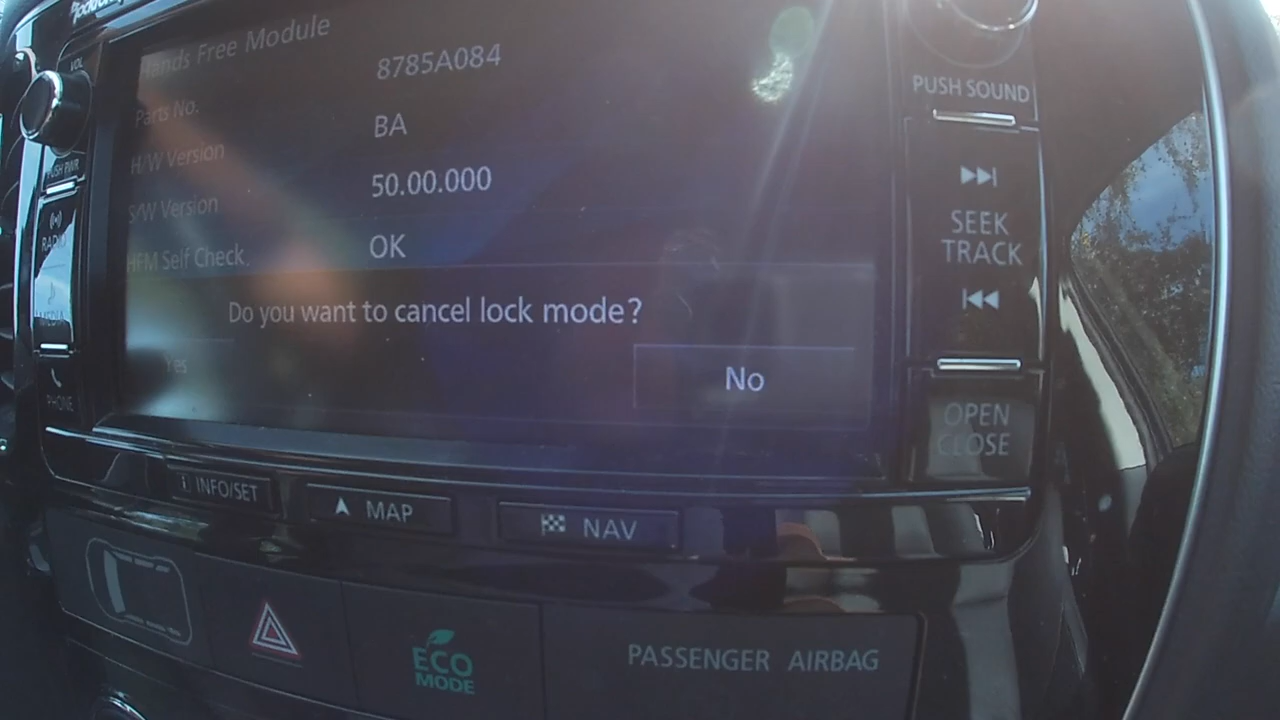 Hands Free Module
Parts No. 8785A084
H/W Version BA
S/W Version 50.00.000
HFM Self Check OK
Do you want to cancel lock mode?
Yes No
VOL
PUSH PWR
RADIO
MEDIA
PHONE
PUSH SOUND
SEEK
TRACK
OPEN
CLOSE
INFO/SET
MAP
NAV
ECO
MODE
PASSENGER AIRBAG